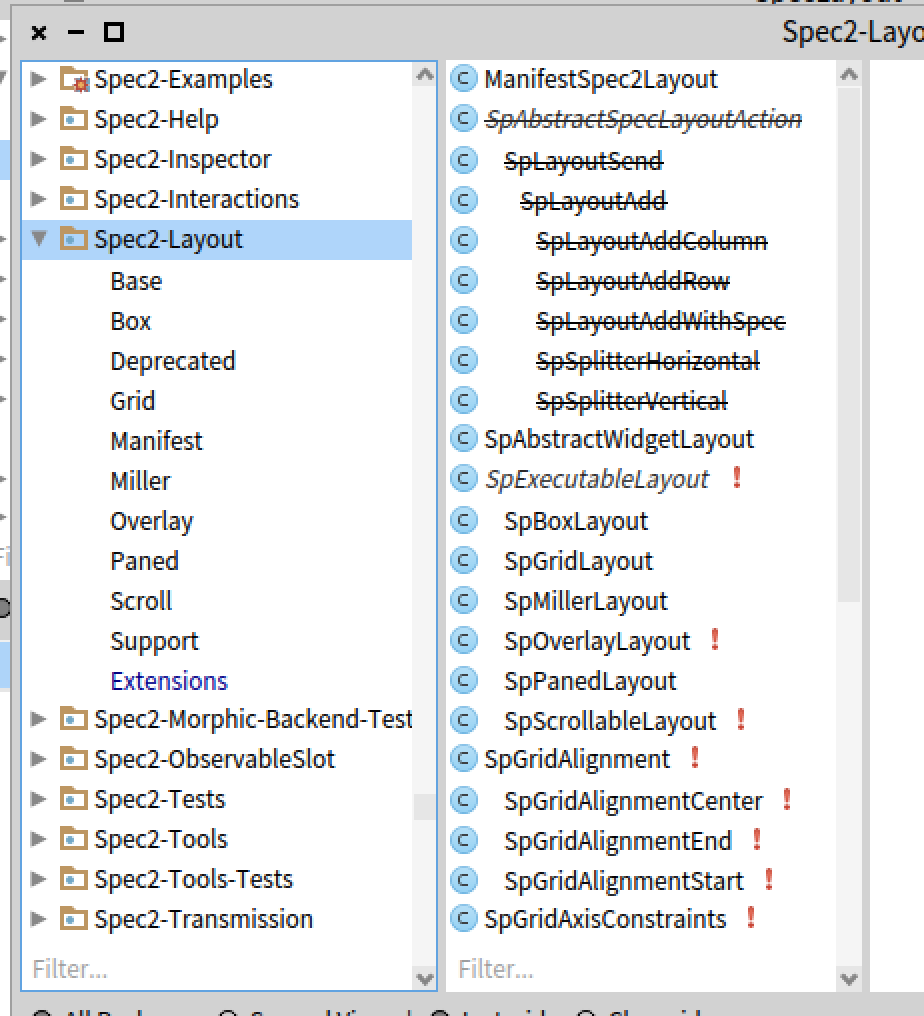 Spec2-Layo
Spec2-Examples
Spec2-Help
Spec2-Inspector
Spec2-Interactions
Spec2-Layout
Base
Box
Deprecated
Grid
Manifest
Miller
Overlay
Paned
Scroll
Support
Extensions
Spec2-Morphic-Backend-Test
Spec2-ObservableSlot
Spec2-Tests
Spec2-Tools
Spec2-Tools-Tests
Spec2-Transmission
Filter...
C ManifestSpec2Layout
C SpAbstractSpecLayoutAction
C SpLayoutSend
C SpLayoutAdd
C SpLayoutAddColumn
C SpLayoutAddRow
C SpLayoutAddWithSpec
C SpSplitterHorizontal
C SpSplitterVertical
C SpAbstractWidgetLayout
C SpExecutableLayout !
C SpBoxLayout
C SpGridLayout
C SpMillerLayout
C SpOverlayLayout !
C SpPanedLayout
C SpScrollableLayout !
C SpGridAlignment !
C SpGridAlignmentCenter !
C SpGridAlignmentEnd !
C SpGridAlignmentStart !
C SpGridAxisConstraints !
Filter...